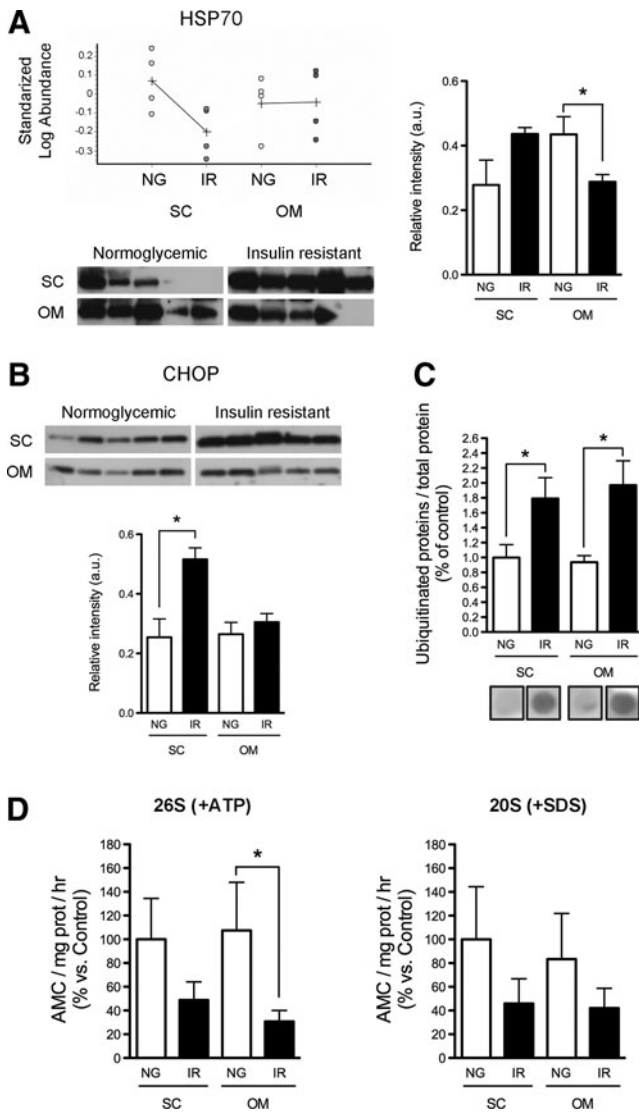 A
HSP70
Standarized
Log Abundance
0.2
0.1
0
-0.1
-0.2
-0.3
NG IR NG IR
SC OM
Normoglycemic Insulin resistant
SC
OM
Relative intensity (a.u.)
0.6
0.4
0.2
0.0
*
NG IR NG IR
SC OM
B
CHOP
Normoglycemic Insulin resistant
SC
OM
Relative intensity (a.u.)
0.6
0.4
0.2
0.0
*
NG IR NG IR
SC OM
C
Ubiquitinated proteins / total protein
(% of control)
2.6
2.4
2.2
2.0
1.8
1.6
1.4
1.2
1.0
0.8
0.6
0.4
0.2
0.0
* *
NG IR NG IR
SC OM
D
26S (+ATP)
AMC / mg prot / hr
(% vs. Control)
180
160
140
120
100
80
60
40
20
0
*
NG IR NG IR
SC OM
20S (+SDS)
AMC / mg prot / hr
(% vs. Control)
180
160
140
120
100
80
60
40
20
0
NG IR NG IR
SC OM